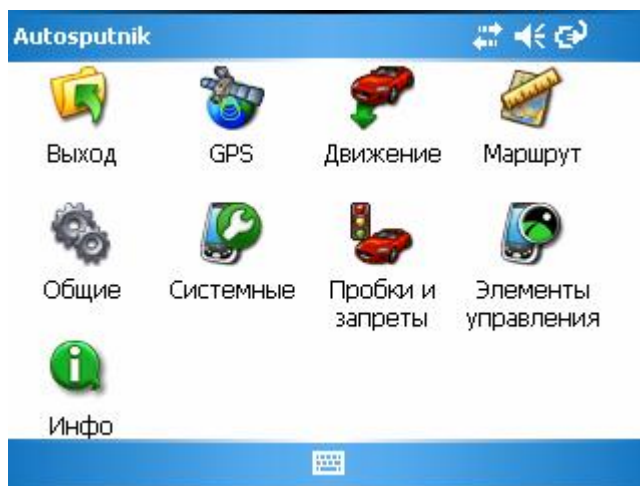 Autosputnik
Выход
GPS
Движение
Маршрут
Общие
Системные
Пробки и
запреты
Элементы
управления
Инфо